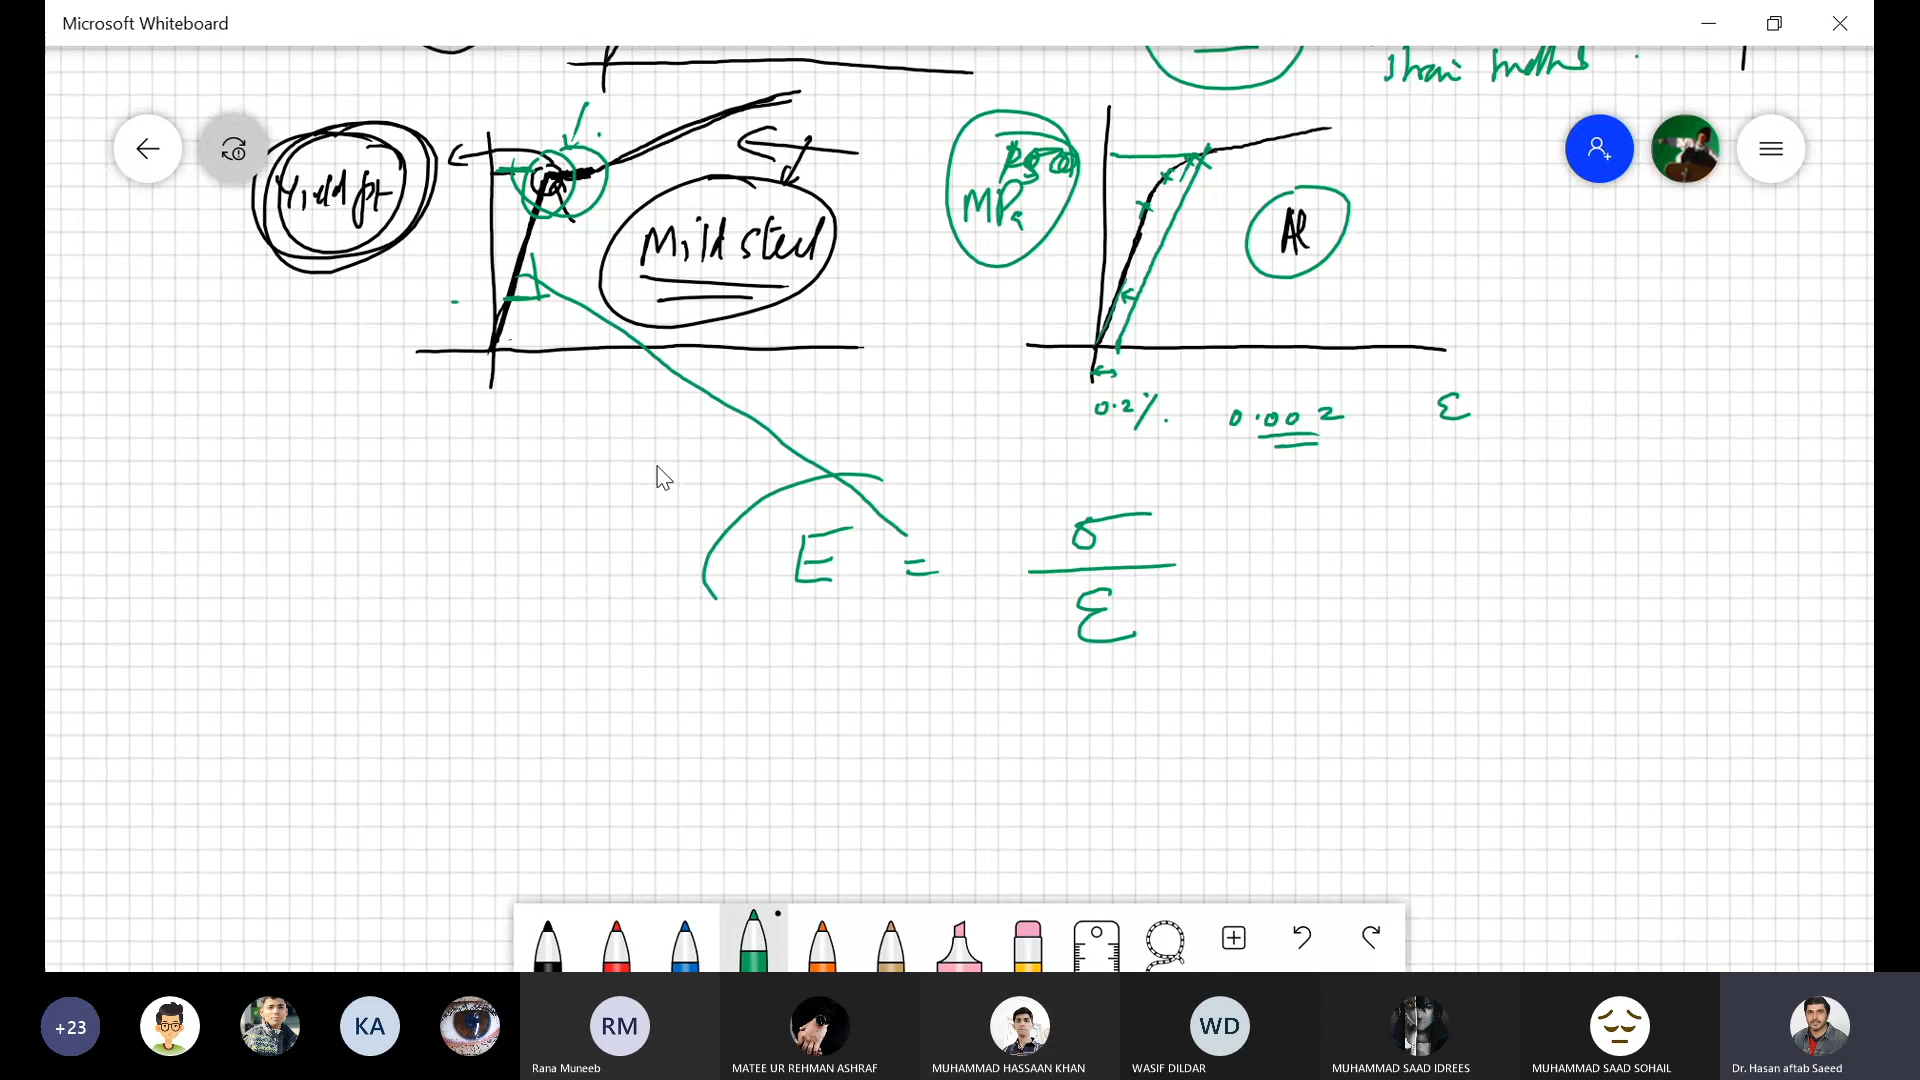 Microsoft Whiteboard
Yield pt
Mild steel
MPa
Al
0.2%. 0.002 Ɛ
E = σ
Ɛ
+23
KA
RM
WD
Rana Muneeb
MATEE UR REHMAN ASHRAF
MUHAMMAD HASSAAN KHAN
WASIF DILDAR
MUHAMMAD SAAD IDREES
MUHAMMAD SAAD SOHAIL
Dr. Hasan aftab Saeed